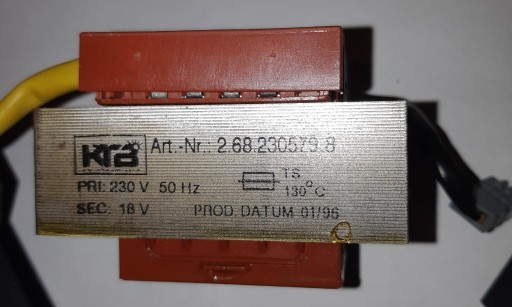 KTB Art.-Nr.: 2.68.230579.8
PRI: 230 V 50 Hz TS
130°C
SEC: 18 V PROD. DATUM 01/96